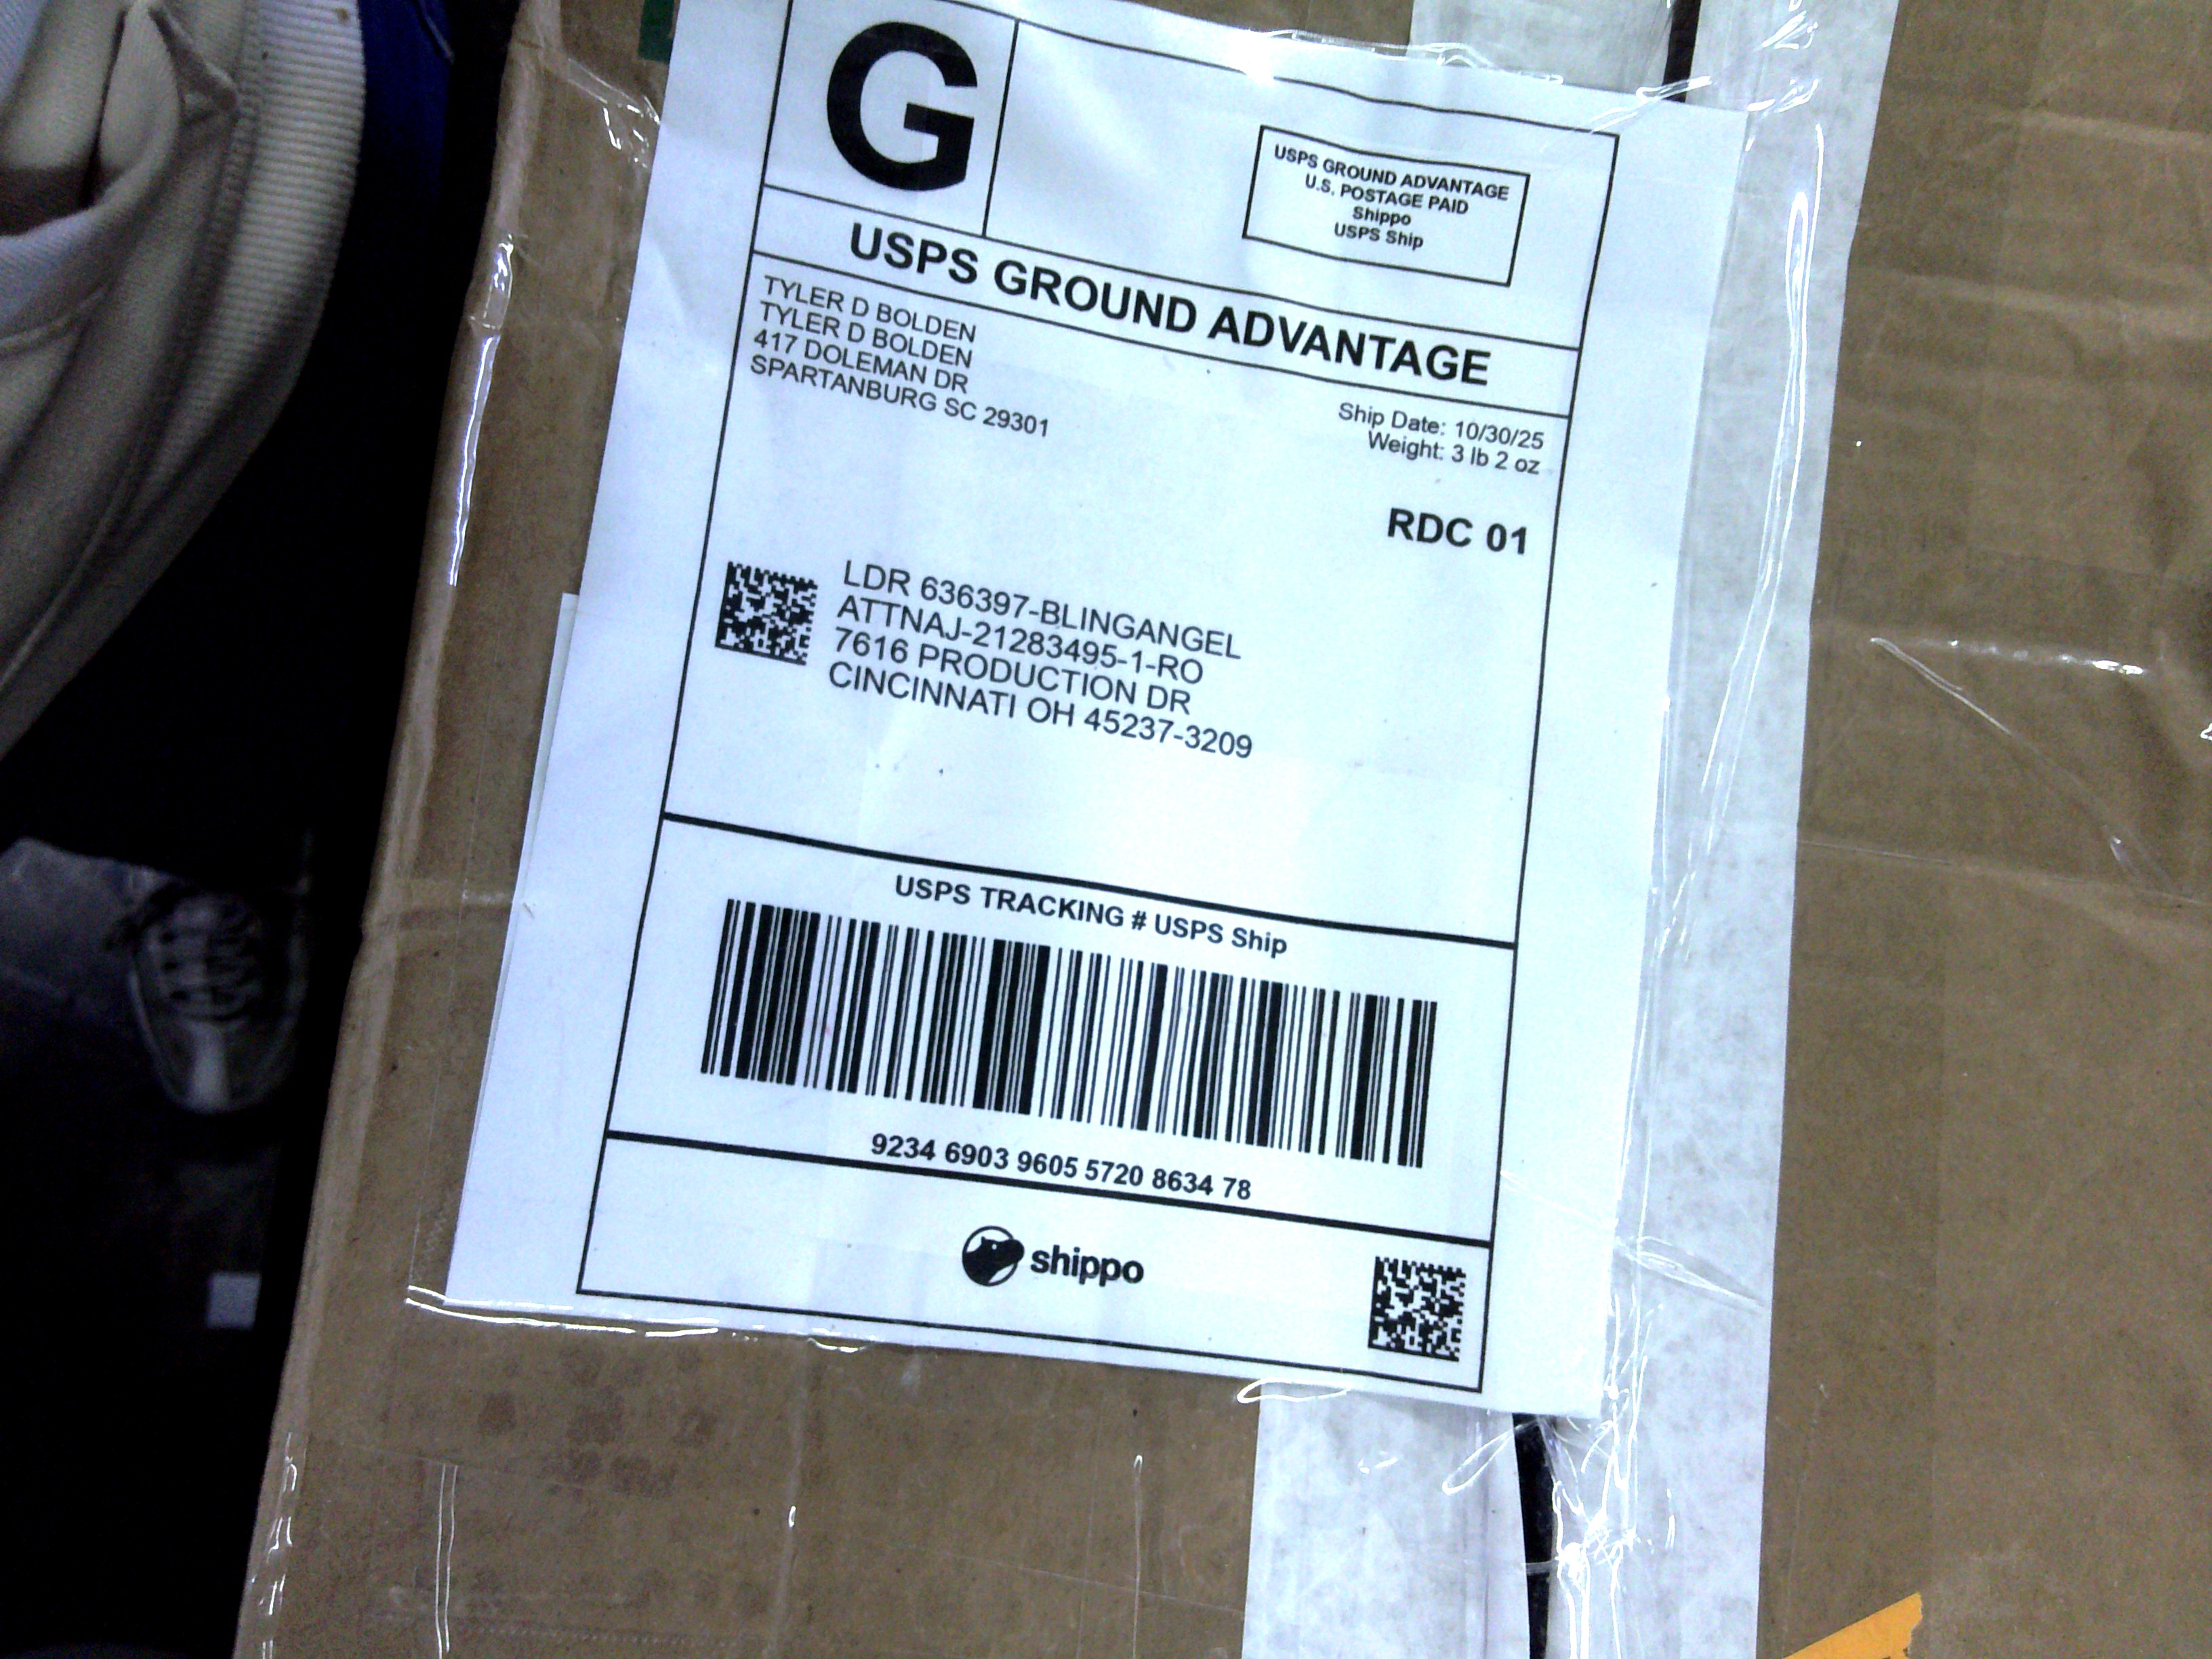 G
USPS GROUND ADVANTAGE
U.S. POSTAGE PAID
Shippo
USPS Ship
USPS GROUND ADVANTAGE
TYLER D BOLDEN
TYLER D BOLDEN
417 DOLEMAN DR
SPARTANBURG SC 29301
Ship Date: 10/30/25
Weight: 3 lb 2 oz
RDC 01
LDR 636397-BLINGANGEL
ATTNAJ-21283495-1-RO
7616 PRODUCTION DR
CINCINNATI OH 45237-3209
USPS TRACKING # USPS Ship
9234 6903 9605 5720 8634 78
shippo